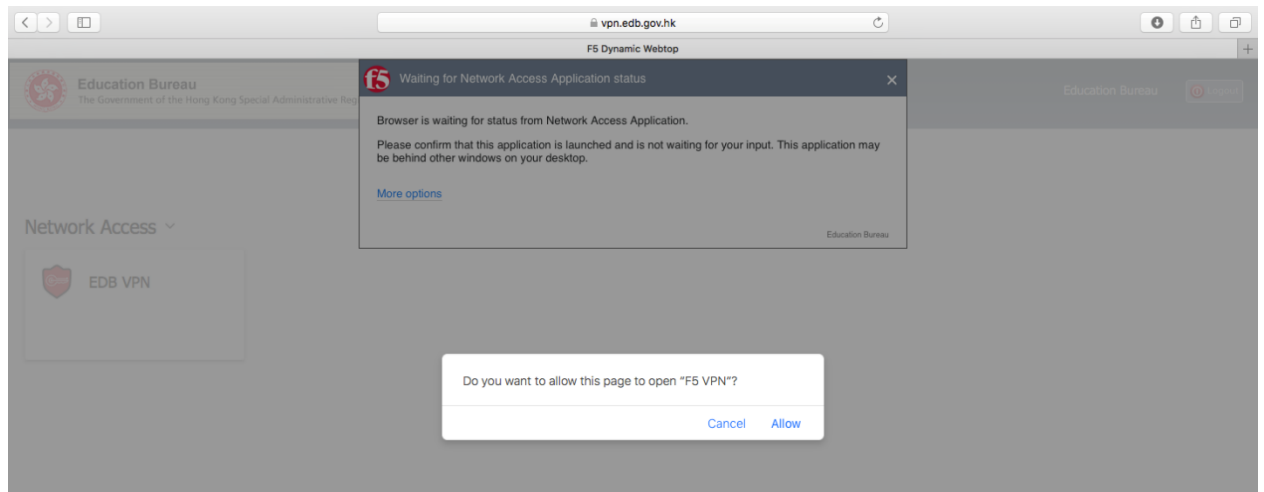 vpn.edb.gov.hk
F5 Dynamic Webtop
Education Bureau
The Government of the Hong Kong Special Administrative Reg
f5 Waiting for Network Access Application status
Education Bureau Logout
Browser is waiting for status from Network Access Application.
Please confirm that this application is launched and is not waiting for your input. This application may
be behind other windows on your desktop.
More options
Education Bureau
Network Access
EDB VPN
Do you want to allow this page to open “F5 VPN”?
Cancel Allow